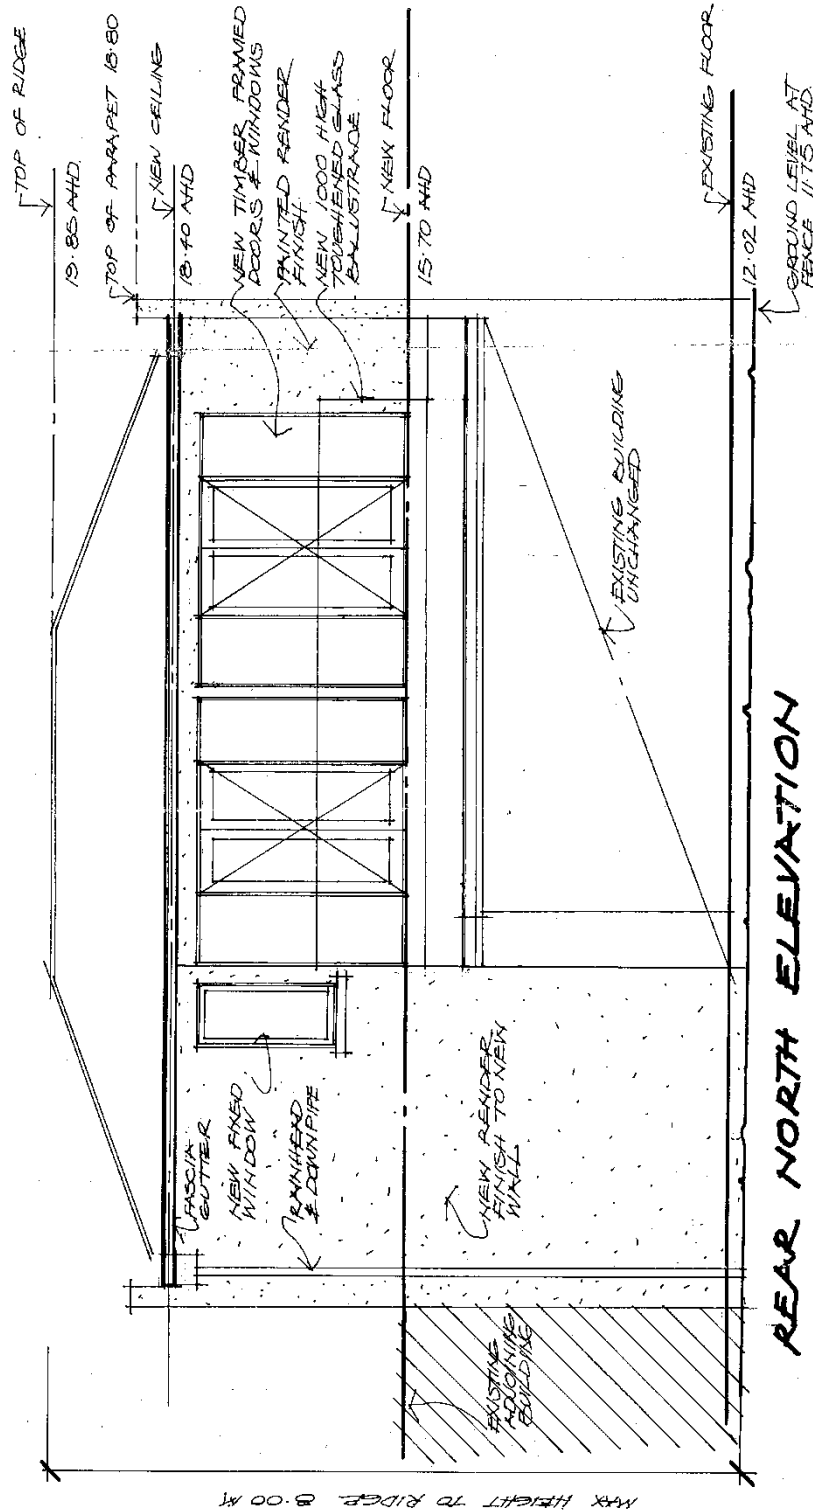 TOP OF RIDGE
19.85 AHD
TOP OF PARAPET 18.80
NEW CEILING
18.40 AHD
NEW TIMBER FRAMED
DOORS & WINDOWS
PAINTED RENDER
FINISH
NEW 1000 HIGH
TOUGHENED GLASS
BALUSTRADE
NEW FLOOR
15.70 AHD
EXISTING FLOOR
12.02 AHD
GROUND LEVEL AT
FENCE 11.75 AHD.
EXISTING BUILDING
UNCHANGED
FASCIA
GUTTER
NEW FIXED
WINDOW
RAINHEAD
& DOWNPIPE
NEW RENDER
FINISH TO NEW
WALL
EXISTING
ADJOINING
BUILDING
MAX HEIGHT TO RIDGE 8.00 M
REAR NORTH ELEVATION